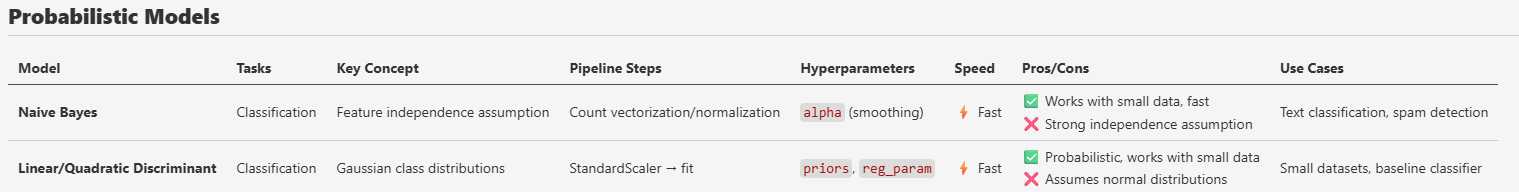 Probabilistic Models
Model Tasks Key Concept Pipeline Steps Hyperparameters Speed Pros/Cons Use Cases
Naive Bayes Classification Feature independence assumption Count vectorization/normalization alpha (smoothing) ⚡ Fast ✅ Works with small data, fast
❌ Strong independence assumption Text classification, spam detection
Linear/Quadratic Discriminant Classification Gaussian class distributions StandardScaler → fit priors, reg_param ⚡ Fast ✅ Probabilistic, works with small data
❌ Assumes normal distributions Small datasets, baseline classifier